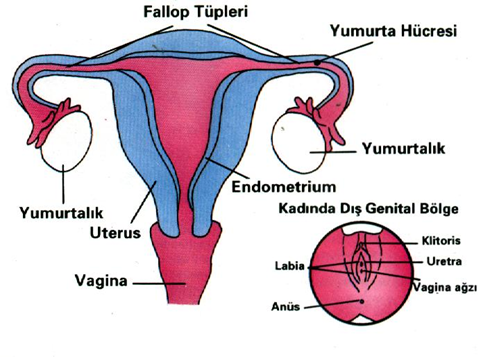 Fallop Tüpleri
Yumurta Hücresi
Yumurtalık
Endometrium
Yumurtalık
Uterus
Kadında Dış Genital Bölge
Klitoris
Labia
Uretra
Vagina
Vagina ağzı
Anüs